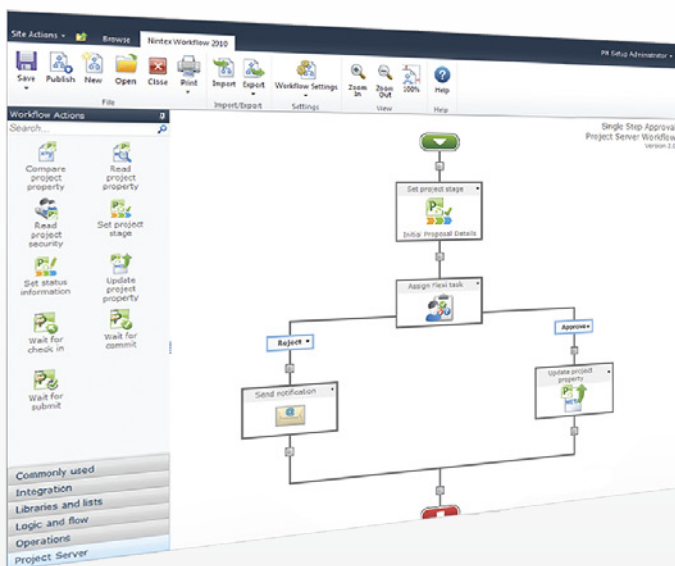 Site Actions
Browse
Nintex Workflow 2010
PM Setup Administrator
Save
Publish
New
Open
Close
Print
Import
Export
Workflow Settings
Zoom In
Zoom Out
100%
Help
File
Import/Export
Settings
View
Help
Workflow Actions
Search...
Compare project property
Read project property
Read project security
Set project stage
Set status information
Update project property
Wait for check in
Wait for commit
Wait for submit
Commonly used
Integration
Libraries and lists
Logic and flow
Operations
Project Server
Single Step Approval
Project Server Workflow
Set project stage
Initial Proposal Details
Assign Flexi task
Reject
Approve
Send notification
Update project
property
META